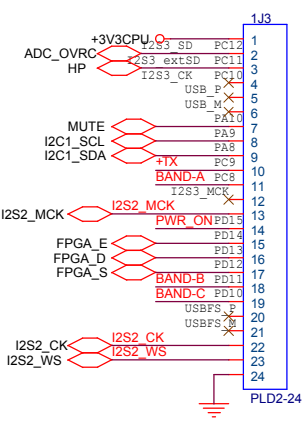 1J3
+3V3CPU I2S3_SD PC12 1
ADC_OVRC I2S3_extSD PC11 2
HP I2S3_CK PC10 3
USB_P 4
USB_M 5
PA10 6
MUTE PA9 7
I2C1_SCL PA8 8
I2C1_SDA PC9 9
+TX PC8 10
BAND-A I2S3_MCK 11
12
I2S2_MCK I2S2_MCK 13
PWR_ON PD15 14
FPGA_E PD14 15
FPGA_D PD13 16
FPGA_S PD12 17
BAND-B PD11 18
BAND-C PD10 19
USBFS_P 20
USBFS_M 21
I2S2_CK I2S2_CK 22
I2S2_WS I2S2_WS 23
24
PLD2-24